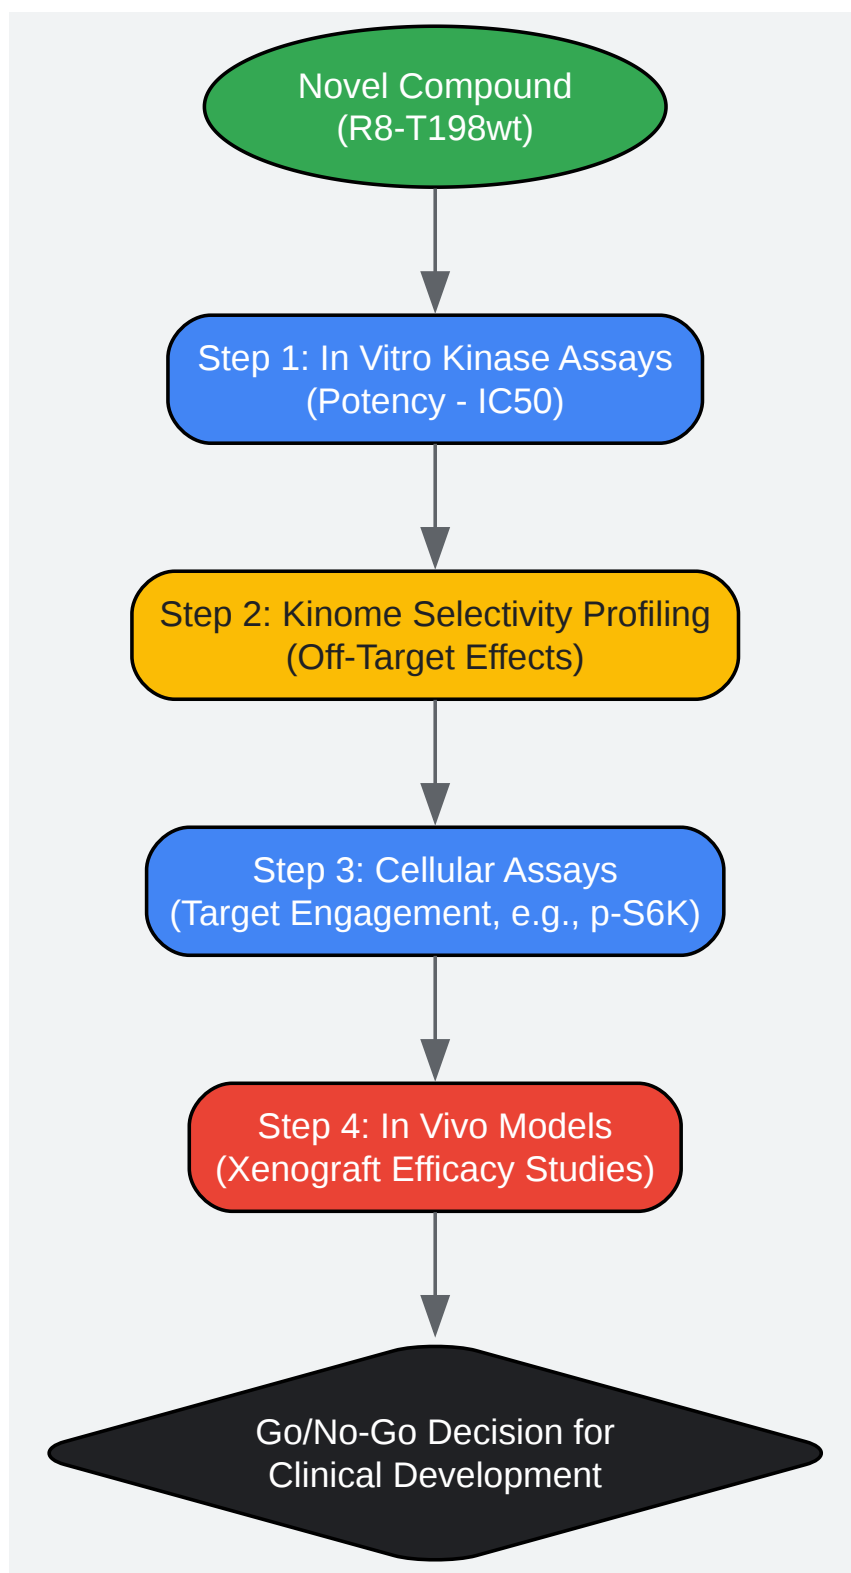 Novel Compound
(R8-T198wt)
Step 1: In Vitro Kinase Assays
(Potency - IC50)
Step 2: Kinome Selectivity Profiling
(Off-Target Effects)
Step 3: Cellular Assays
(Target Engagement, e.g., p-S6K)
Step 4: In Vivo Models
(Xenograft Efficacy Studies)
Go/No-Go Decision for
Clinical Development